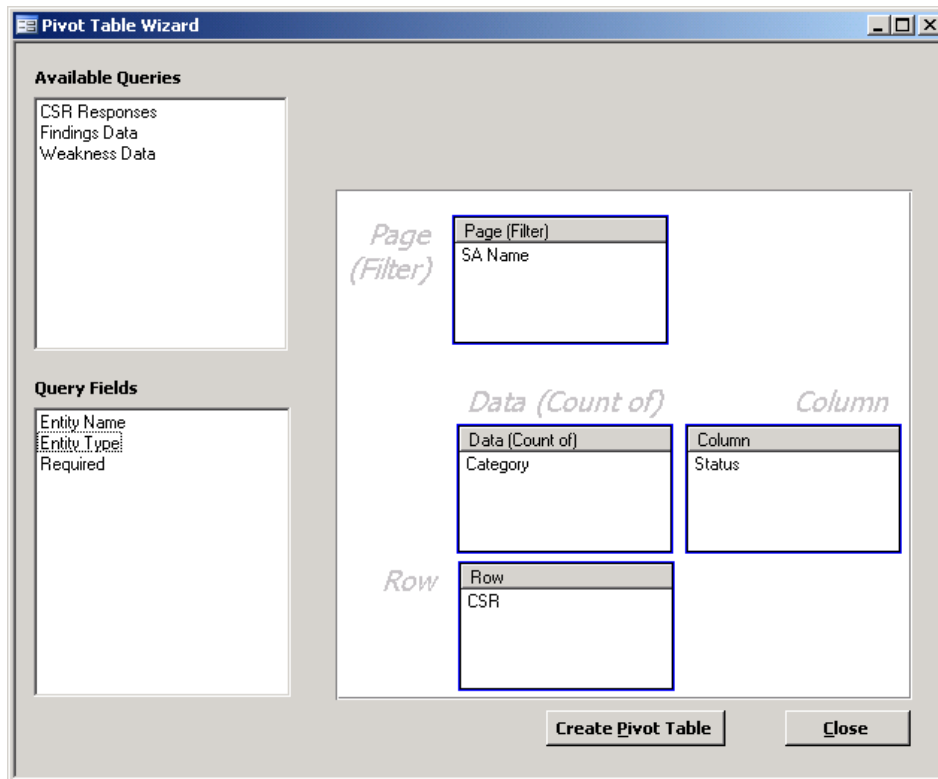 Pivot Table Wizard
Available Queries
CSR Responses
Findings Data
Weakness Data
Query Fields
Entity Name
Entity Type
Required
Page
(Filter)
Page (Filter)
SA Name
Data (Count of)
Column
Data (Count of)
Category
Column
Status
Row
Row
CSR
Create Pivot Table
Close